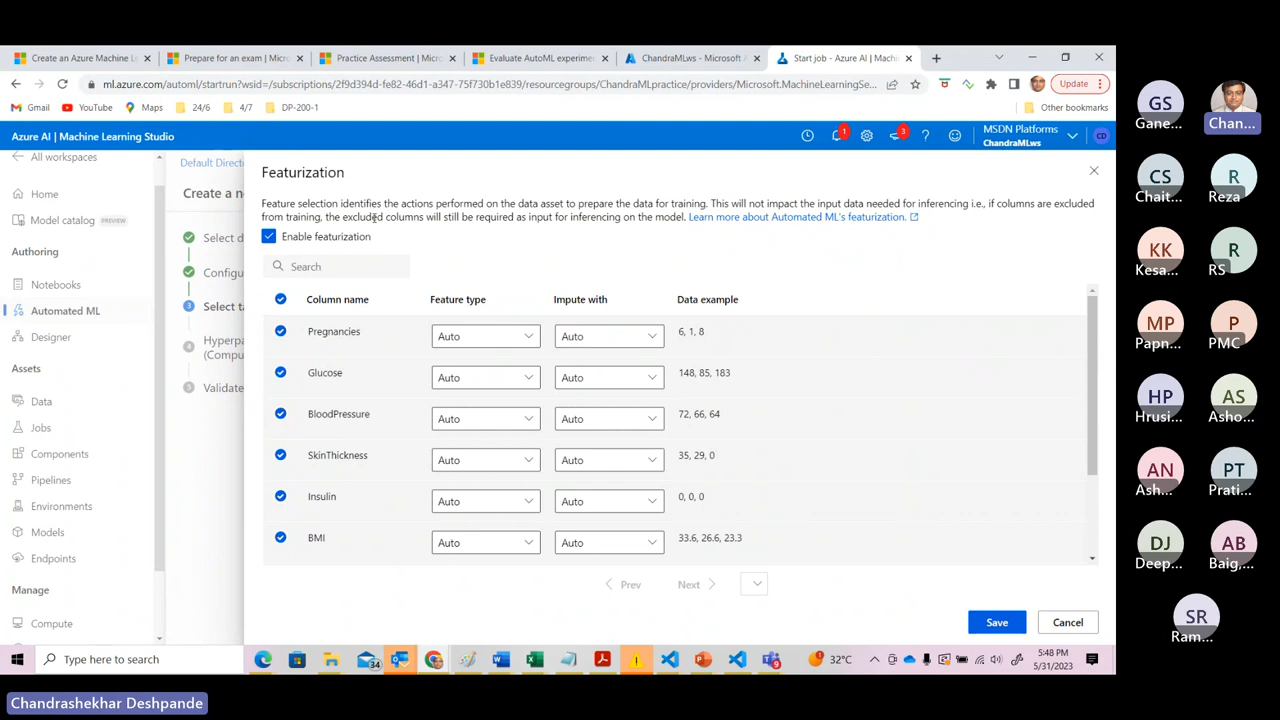 Create an Azure Machine L
Prepare for an exam | Micro
Practice Assessment | Micro
Evaluate AutoML experime
ChandraMLws - Microsoft A
Start job - Azure AI | Machi
ml.azure.com/automl/startrun?wsid=/subscriptions/2f9d394d-fe82-46d1-a347-75f730b1e829/resourcegroups/ChandraMLpractice/providers/Microsoft.MachineLearningSe...
Update
Gmail
YouTube
Maps
24/6
4/7
DP-200-1
Other bookmarks
Azure AI | Machine Learning Studio
1
3
MSDN Platforms
ChandraMLws
CD
All workspaces
Home
Model catalog PREVIEW
Authoring
Notebooks
Automated ML
Designer
Assets
Data
Jobs
Components
Pipelines
Environments
Models
Endpoints
Manage
Compute
Default Direct
Create a n
Select d
Configu
3 Select ta
4 Hyperpa
(Compu
5 Validate
Featurization
Feature selection identifies the actions performed on the data asset to prepare the data for training. This will not impact the input data needed for inferencing i.e., if columns are excluded
from training, the excluded columns will still be required as input for inferencing on the model. Learn more about Automated ML's featurization.
Enable featurization
Search
Column name Feature type Impute with Data example
Pregnancies Auto Auto 6, 1, 8
Glucose Auto Auto 148, 85, 183
BloodPressure Auto Auto 72, 66, 64
SkinThickness Auto Auto 35, 29, 0
Insulin Auto Auto 0, 0, 0
BMI Auto Auto 33.6, 26.6, 23.3
Prev Next
Save Cancel
Type here to search
34
9
32°C
5:48 PM
5/31/2023
GS
Gane...
Chan...
CS
Chait...
R
Reza
KK
Kesa...
R
RS
MP
Papn...
P
PMC
HP
Hrusi...
AS
Asho...
AN
Ash...
PT
Prati...
DJ
Deep...
AB
Baig,...
SR
Ram...
Chandrashekhar Deshpande